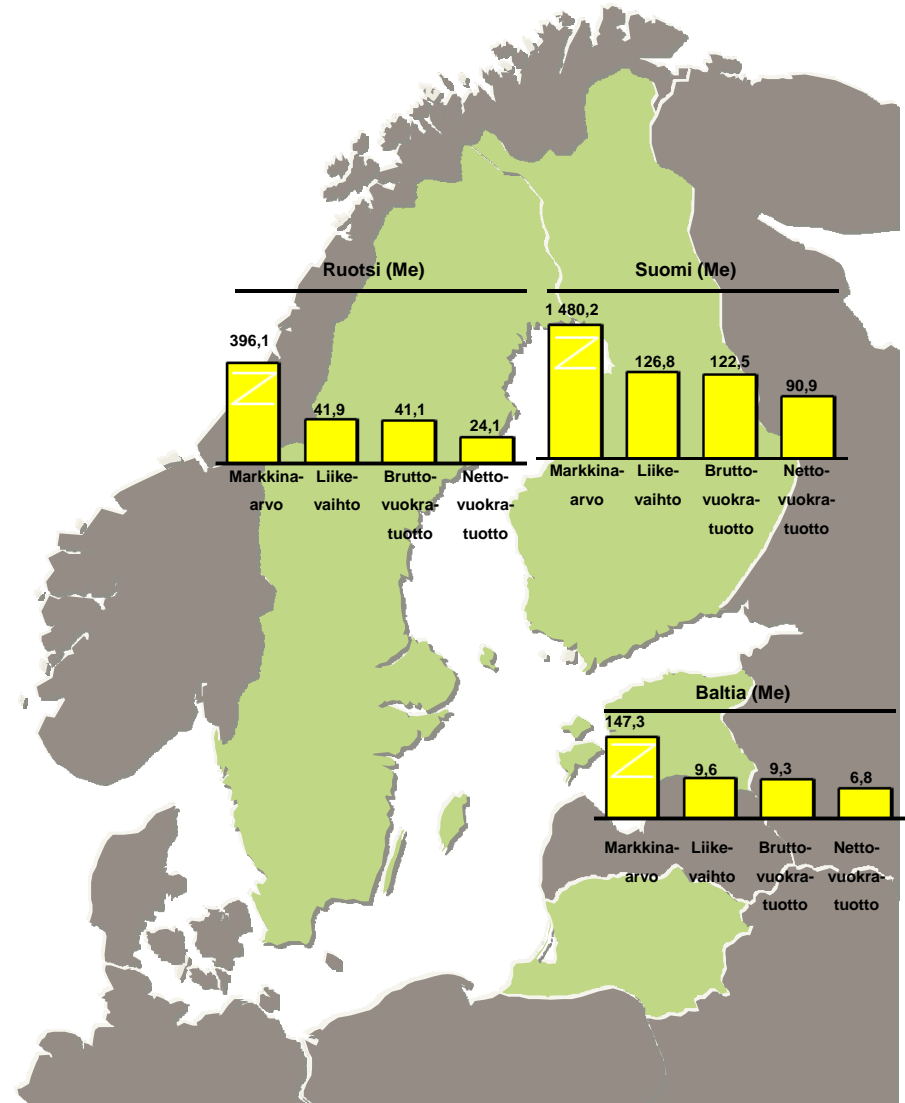 Ruotsi (Me)
396,1
41,9
41,1
24,1
Markkina-
arvo
Liike-
vaihto
Brutto-
vuokra-
tuotto
Netto-
vuokra-
tuotto
Suomi (Me)
1 480,2
126,8
122,5
90,9
Markkina-
arvo
Liike-
vaihto
Brutto-
vuokra-
tuotto
Netto-
vuokra-
tuotto
Baltia (Me)
147,3
9,6
9,3
6,8
Markkina-
arvo
Liike-
vaihto
Brutto-
vuokra-
tuotto
Netto-
vuokra-
tuotto